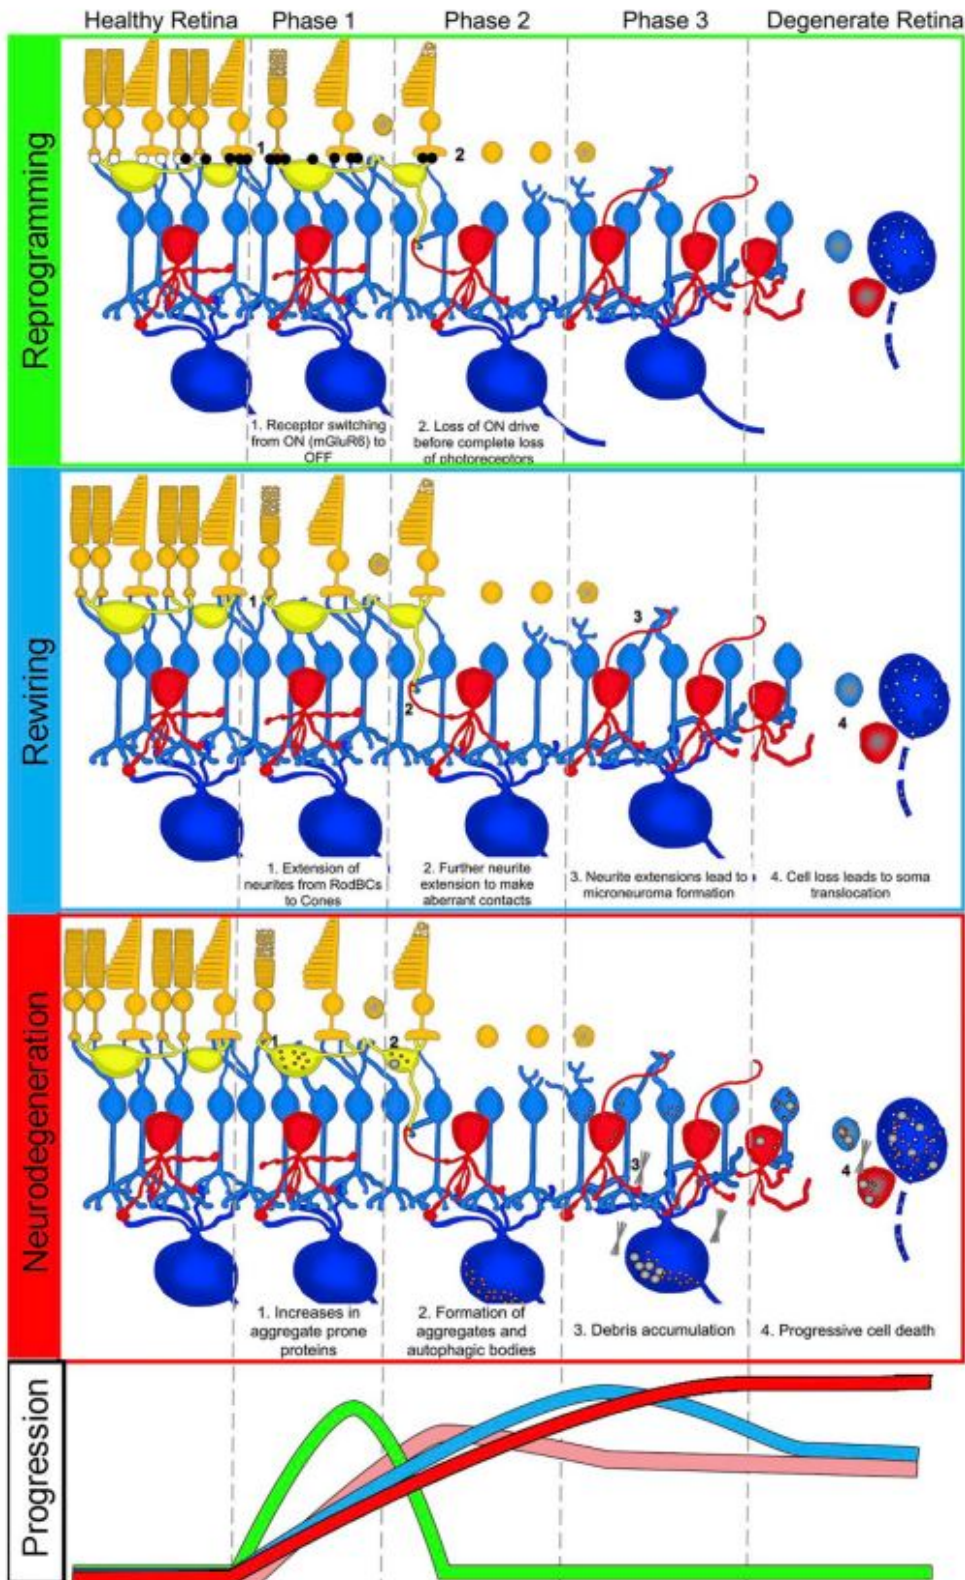 Healthy Retina Phase 1 Phase 2 Phase 3 Degenerate Retina
Reprogramming
1
2
1. Receptor switching
from ON (mGluR6) to
OFF
2. Loss of ON drive
before complete loss
of photoreceptors
Rewiring
1
2
3
4
1. Extension of
neurites from RodBCs
to Cones
2. Further neurite
extension to make
aberrant contacts
3. Neurite extensions lead to
microneuroma formation
4. Cell loss leads to soma
translocation
Neurodegeneration
1
2
3
4
1. Increases in
aggregate prone
proteins
2. Formation of
aggregates and
autophagic bodies
3. Debris accumulation
4. Progressive cell death
Progression